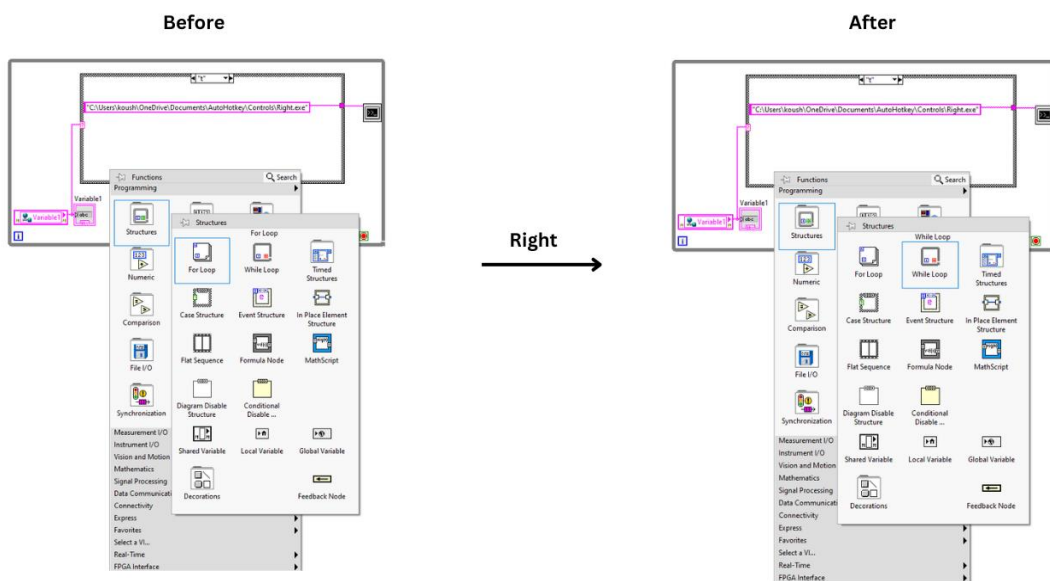 Before
"t"
"C:\Users\koush\OneDrive\Documents\AutoHotkey\Controls\Right.exe"
Variable1
Variable1
abc
i
Functions
Search
Programming
Structures
Structures
For Loop
For Loop
While Loop
Timed
Structures
Numeric
Case Structure
Event Structure
In Place Element
Structure
Comparison
Flat Sequence
Formula Node
MathScript
File I/O
Diagram Disable
Structure
Conditional
Disable ...
Synchronization
Measurement I/O
Instrument I/O
Shared Variable
Local Variable
Global Variable
Vision and Motion
Mathematics
Signal Processing
Data Communicati
Decorations
Feedback Node
Connectivity
Express
Favorites
Select a VI...
Real-Time
FPGA Interface
Right
After
"t"
"C:\Users\koush\OneDrive\Documents\AutoHotkey\Controls\Right.exe"
Variable1
Variable1
abc
i
Functions
Search
Programming
Structures
Structures
While Loop
For Loop
While Loop
Timed
Structures
Numeric
Case Structure
Event Structure
In Place Element
Structure
Comparison
Flat Sequence
Formula Node
MathScript
File I/O
Diagram Disable
Structure
Conditional
Disable ...
Synchronization
Measurement I/O
Instrument I/O
Shared Variable
Local Variable
Global Variable
Vision and Motion
Mathematics
Signal Processing
Data Communicati
Decorations
Feedback Node
Connectivity
Express
Favorites
Select a VI...
Real-Time
FPGA Interface